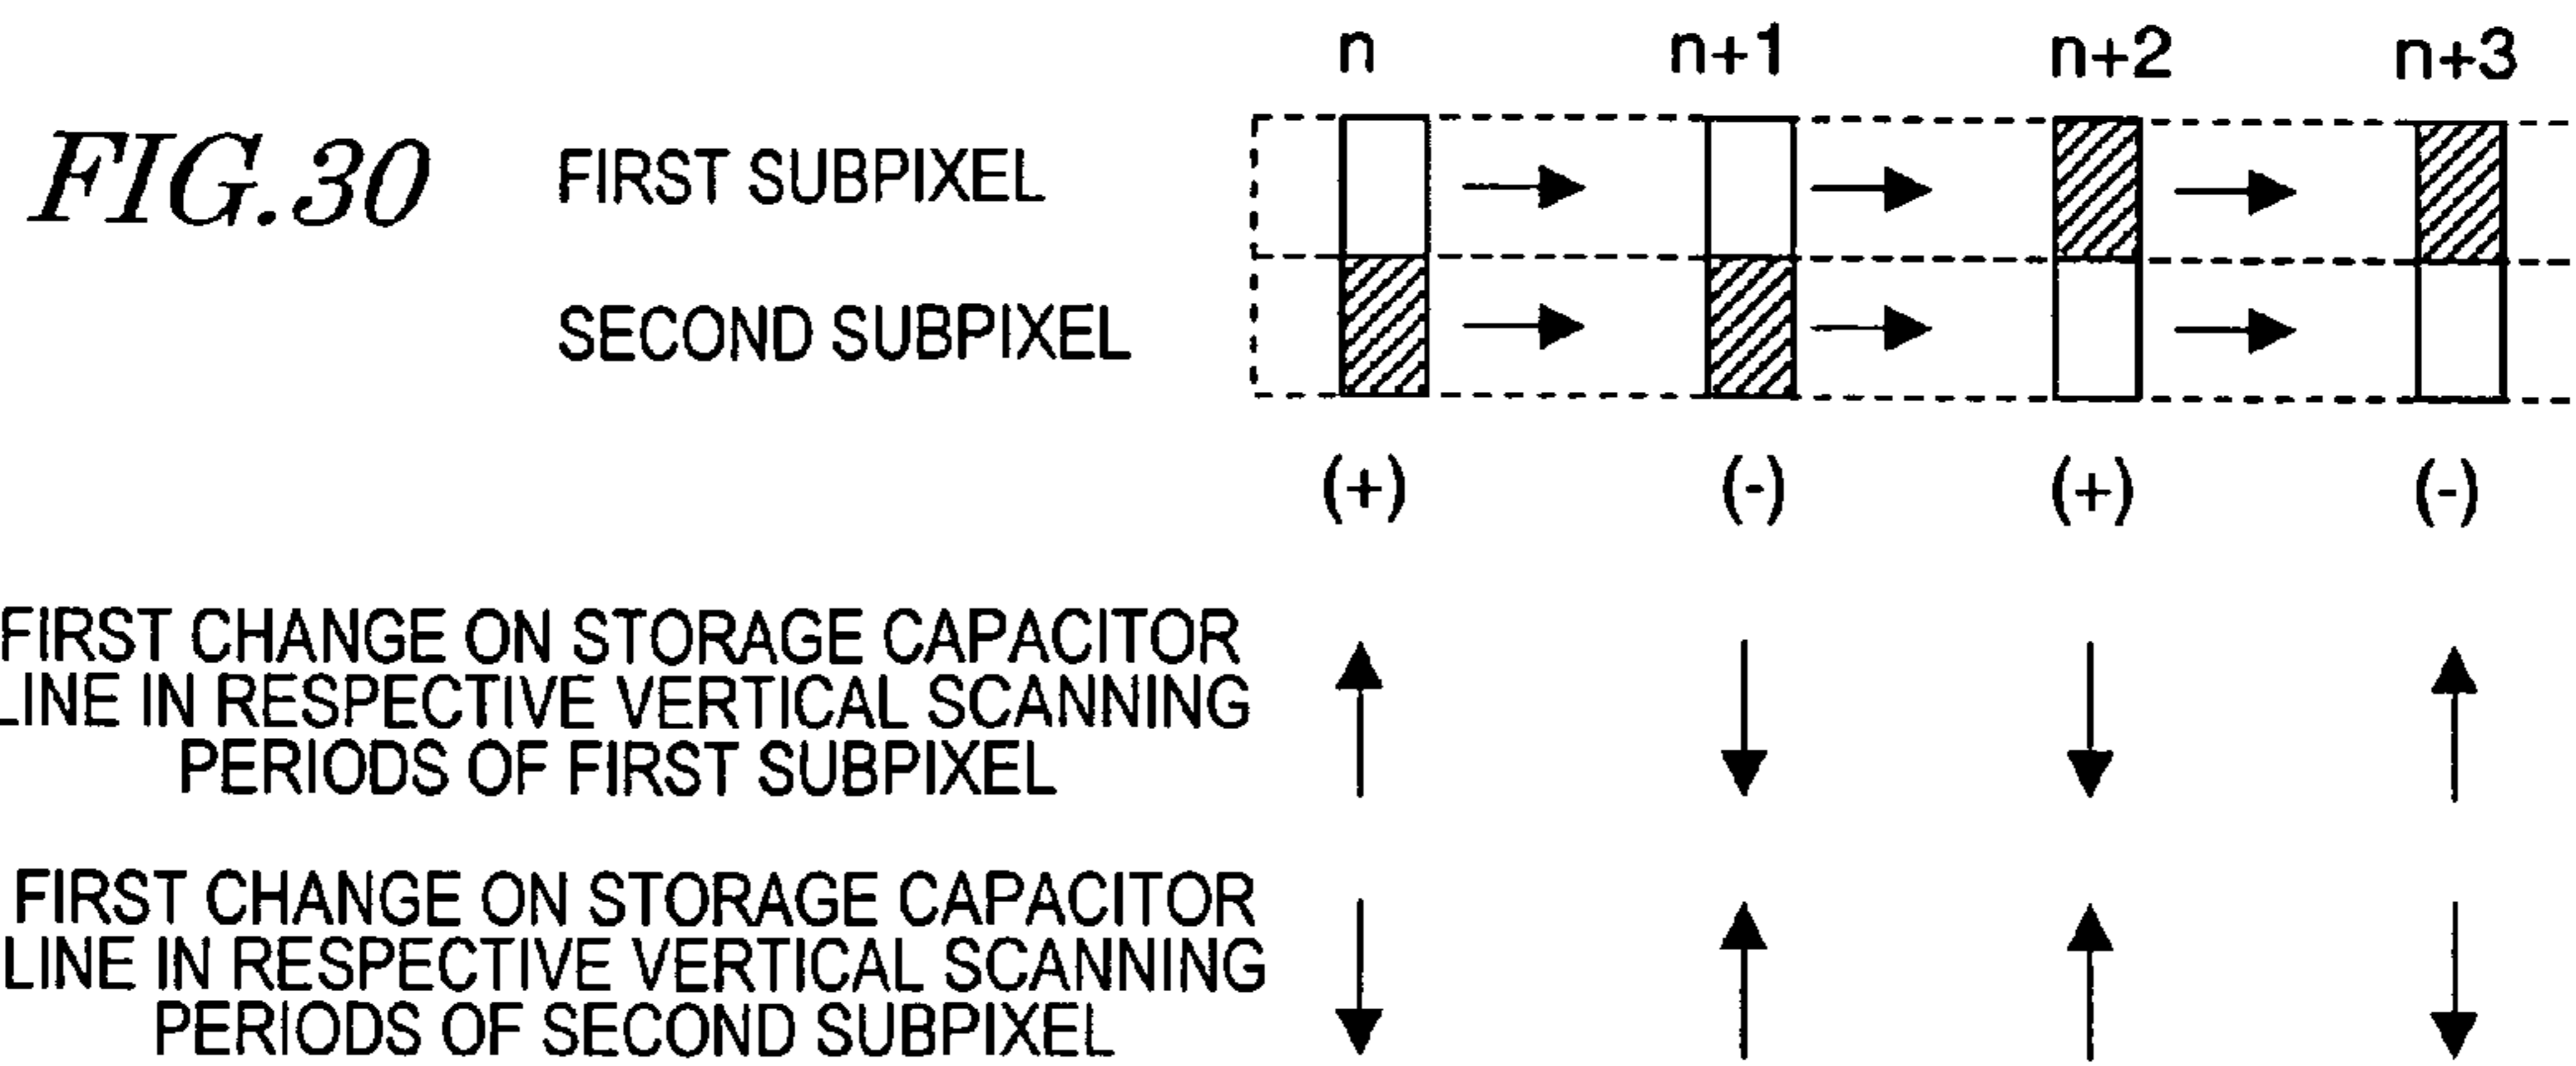 n n+1 n+2 n+3
FIG.30
FIRST SUBPIXEL
SECOND SUBPIXEL
(+) (-) (+) (-)
FIRST CHANGE ON STORAGE CAPACITOR
LINE IN RESPECTIVE VERTICAL SCANNING
PERIODS OF FIRST SUBPIXEL
FIRST CHANGE ON STORAGE CAPACITOR
LINE IN RESPECTIVE VERTICAL SCANNING
PERIODS OF SECOND SUBPIXEL